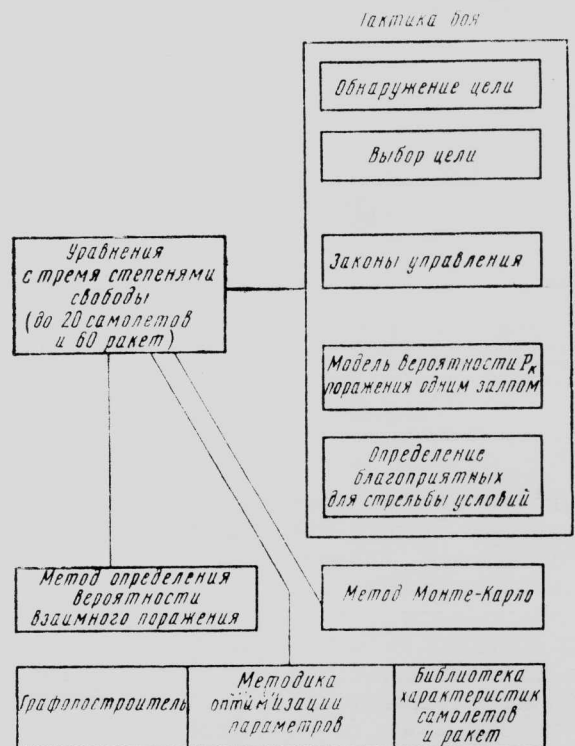 Тактика боя
Обнаружение цели
Выбор цели
Уравнения
с тремя степенями
свободы
(до 20 самолетов
и 60 ракет)
Законы управления
Модель вероятности Pк
поражения одним залпом
Определение
благоприятных
для стрельбы условий
Метод определения
вероятности
взаимного поражения
Метод Монте-Карло
Графопостроитель
Методика
оптимизации
параметров
Библиотека
характеристик
самолетов
и ракет